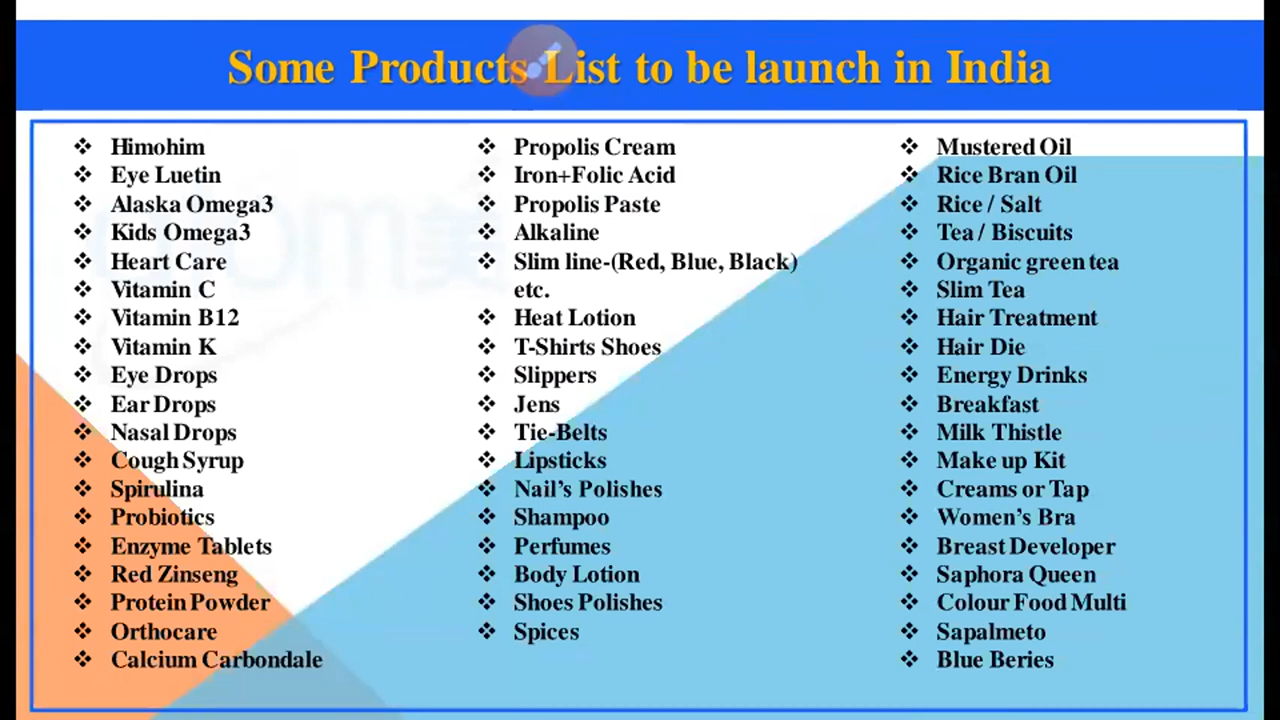 Some Products List to be launch in India
❖ Himohim
❖ Eye Luetin
❖ Alaska Omega3
❖ Kids Omega3
❖ Heart Care
❖ Vitamin C
❖ Vitamin B12
❖ Vitamin K
❖ Eye Drops
❖ Ear Drops
❖ Nasal Drops
❖ Cough Syrup
❖ Spirulina
❖ Probiotics
❖ Enzyme Tablets
❖ Red Zinseng
❖ Protein Powder
❖ Orthocare
❖ Calcium Carbondale
❖ Propolis Cream
❖ Iron+Folic Acid
❖ Propolis Paste
❖ Alkaline
❖ Slim line-(Red, Blue, Black)
etc.
❖ Heat Lotion
❖ T-Shirts Shoes
❖ Slippers
❖ Jens
❖ Tie-Belts
❖ Lipsticks
❖ Nail’s Polishes
❖ Shampoo
❖ Perfumes
❖ Body Lotion
❖ Shoes Polishes
❖ Spices
❖ Mustered Oil
❖ Rice Bran Oil
❖ Rice / Salt
❖ Tea / Biscuits
❖ Organic green tea
❖ Slim Tea
❖ Hair Treatment
❖ Hair Die
❖ Energy Drinks
❖ Breakfast
❖ Milk Thistle
❖ Make up Kit
❖ Creams or Tap
❖ Women’s Bra
❖ Breast Developer
❖ Saphora Queen
❖ Colour Food Multi
❖ Sapalmeto
❖ Blue Beries